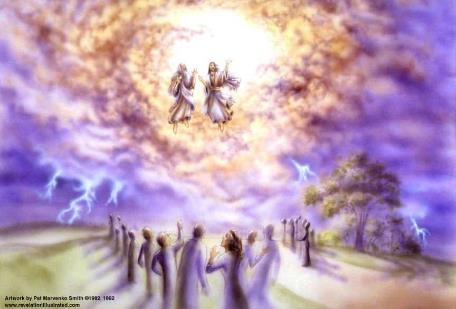 Artwork by Pat Marvenko Smith ©1982, 1992
www.revelationillustrated.com